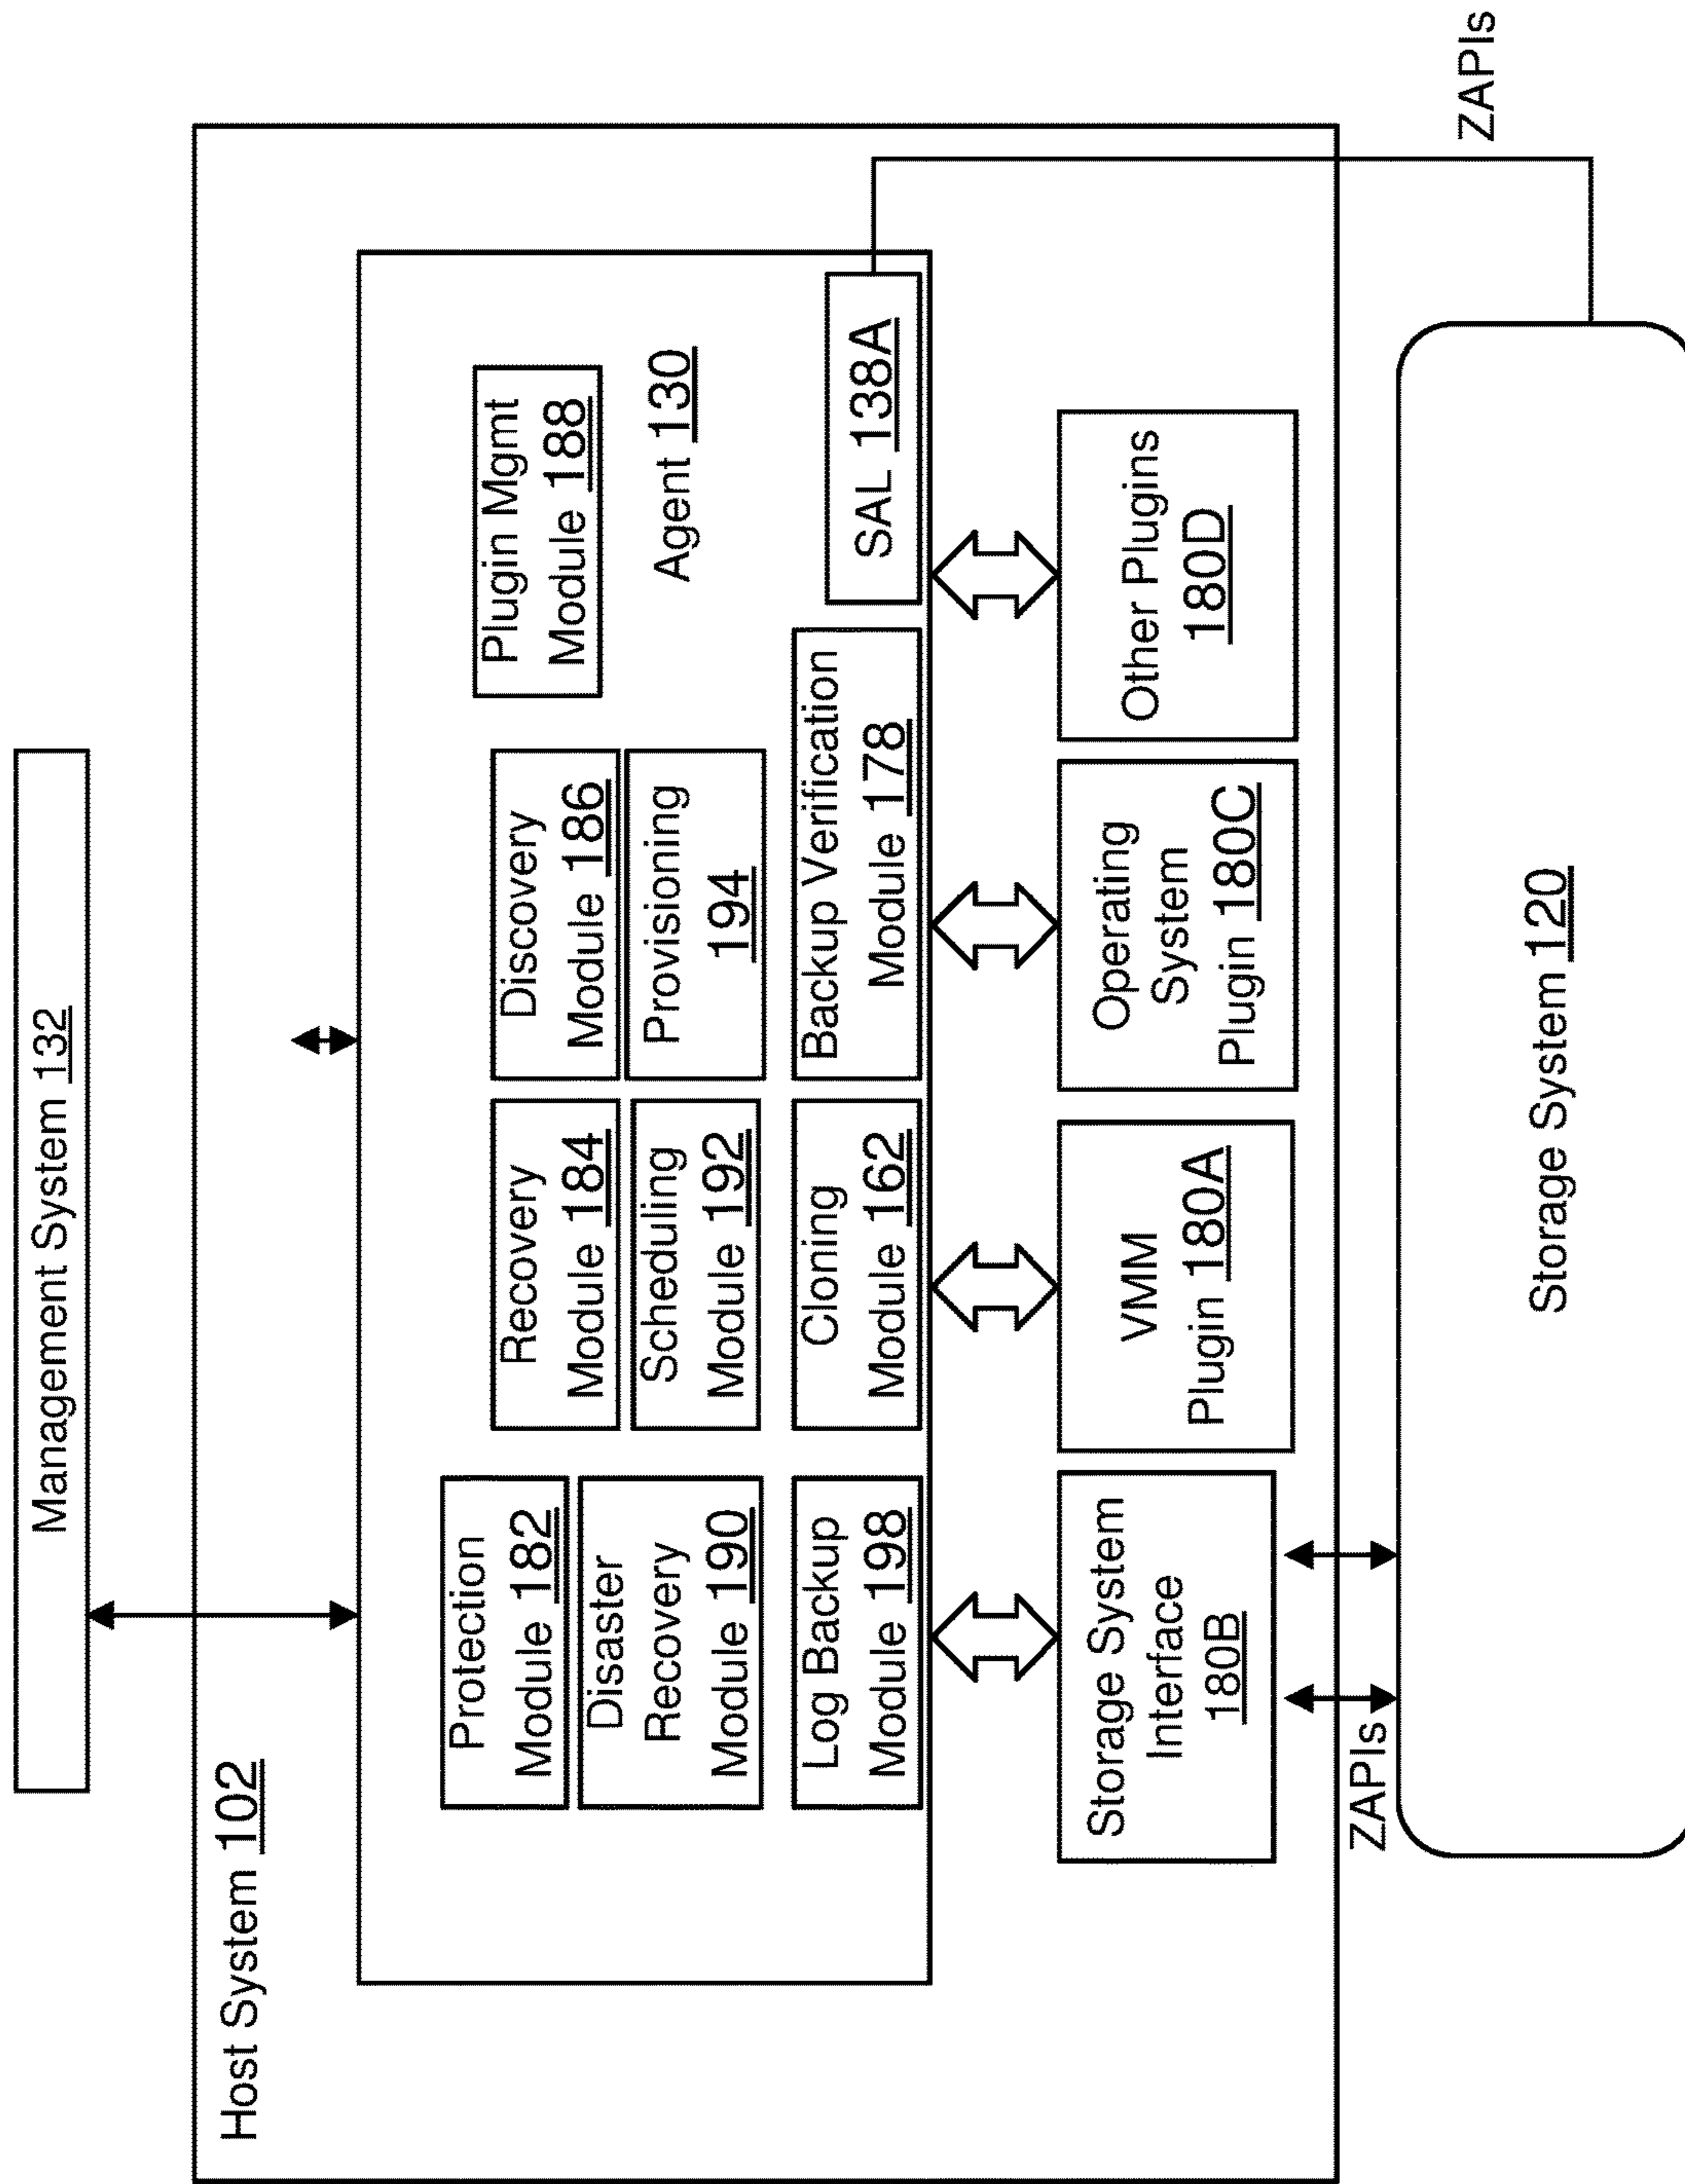 Management System 132
Host System 102
Protection
Module 182
Disaster
Recovery
Module 190
Log Backup
Module 198
Recovery
Module 184
Scheduling
Module 192
Cloning
Module 162
Discovery
Module 186
Provisioning
194
Backup Verification
Module 178
Plugin Mgmt
Module 188
Agent 130
SAL 138A
Storage System
Interface
180B
VMM
Plugin 180A
Operating
System
Plugin 180C
Other Plugins
180D
ZAPIs
ZAPIs
Storage System 120